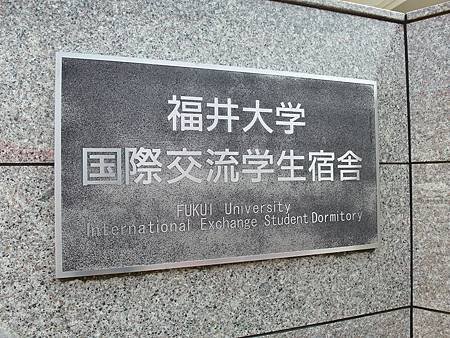 福井大学
国際交流学生宿舎
FUKUI University
International Exchange Student Dormitory